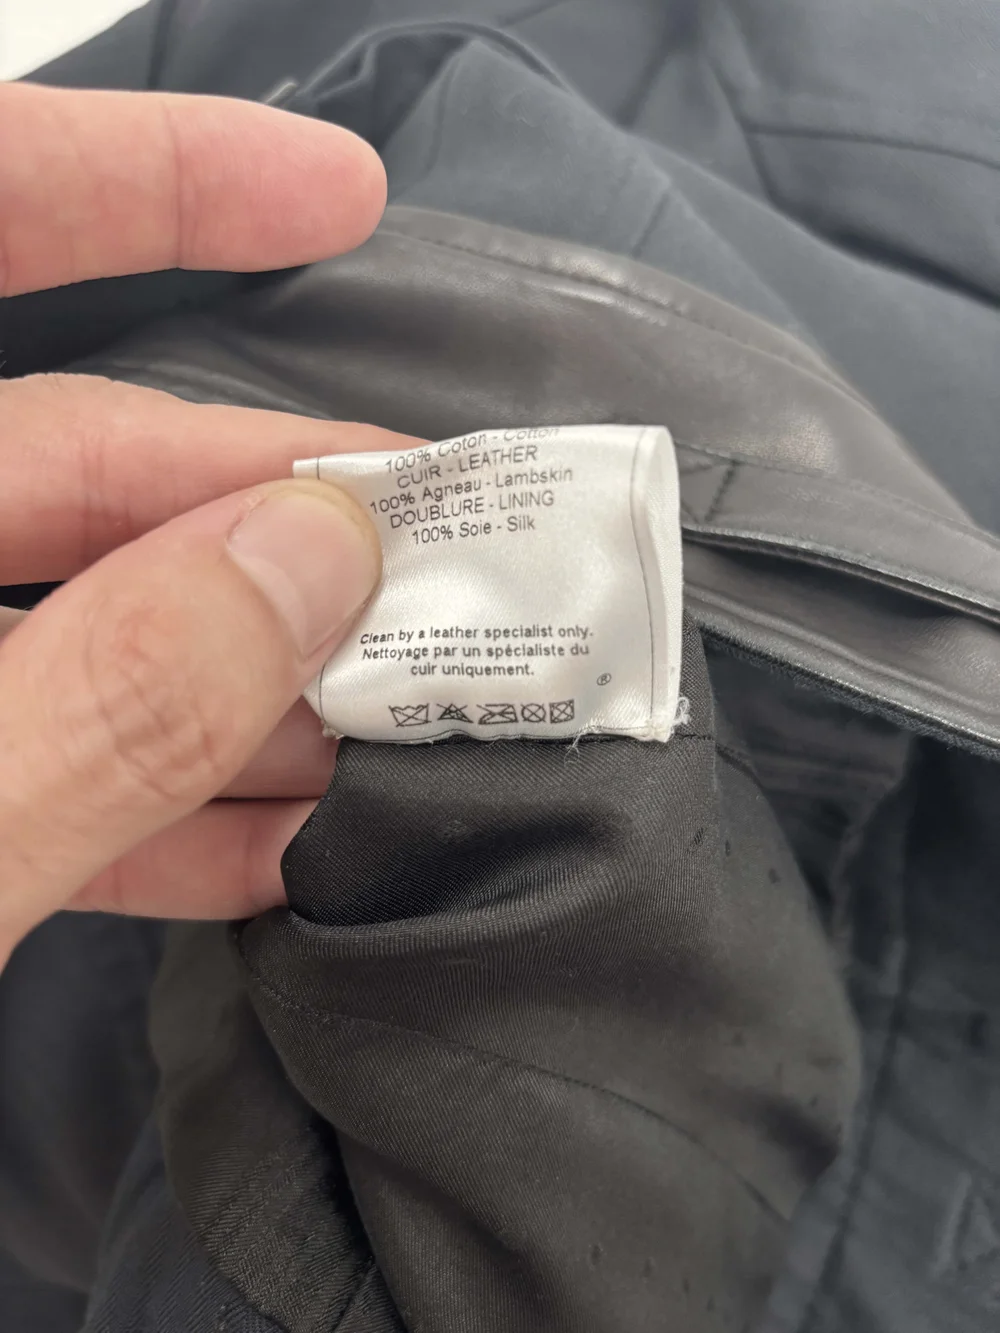 100% Coton - Cotton
CUIR - LEATHER
100% Agneau - Lambskin
DOUBLURE - LINING
100% Soie - Silk
Clean by a leather specialist only.
Nettoyage par un spécialiste du
cuir uniquement.
®